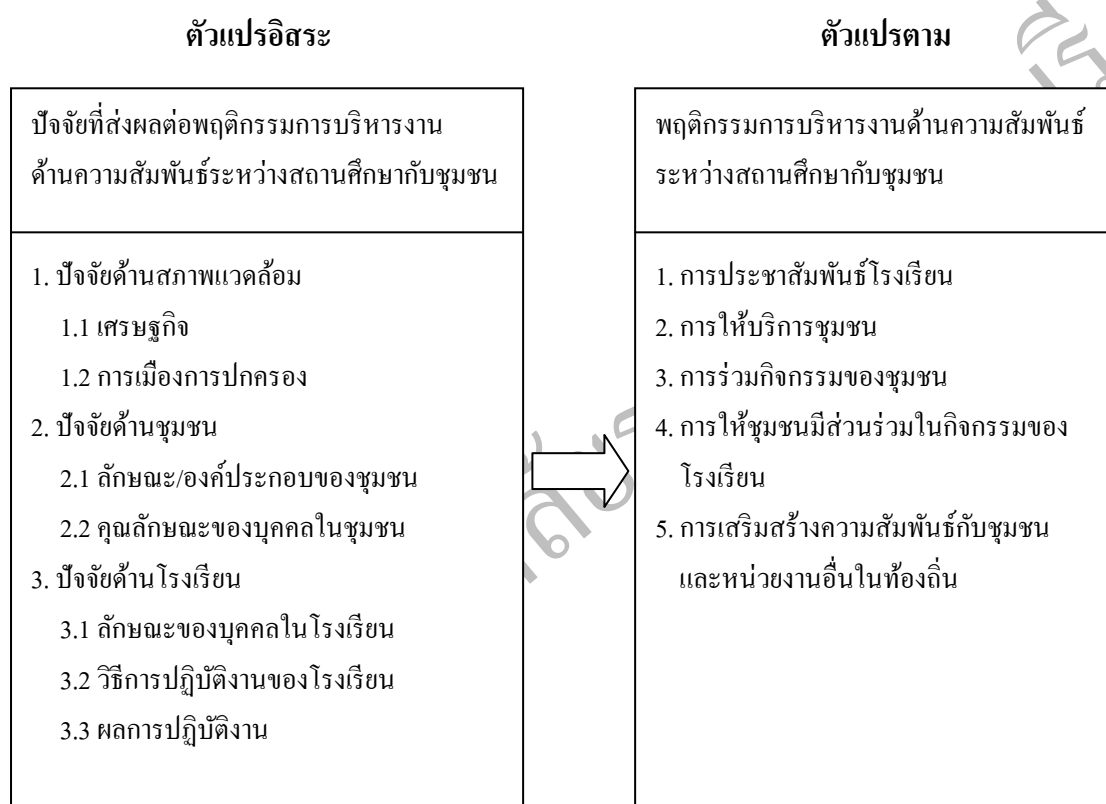 ตัวแปรอิสระ
ปัจจัยที่ส่งผลต่อพฤติกรรมการบริหารงาน
ด้านความสัมพันธ์ระหว่างสถานศึกษากับชุมชน
1. ปัจจัยด้านสภาพแวดล้อม
1.1 เศรษฐกิจ
1.2 การเมืองการปกครอง
2. ปัจจัยด้านชุมชน
2.1 ลักษณะ/องค์ประกอบของชุมชน
2.2 คุณลักษณะของบุคคลในชุมชน
3. ปัจจัยด้านโรงเรียน
3.1 ลักษณะของบุคคลในโรงเรียน
3.2 วิธีการปฏิบัติงานของโรงเรียน
3.3 ผลการปฏิบัติงาน
ตัวแปรตาม
พฤติกรรมการบริหารงานด้านความสัมพันธ์
ระหว่างสถานศึกษากับชุมชน
1. การประชาสัมพันธ์โรงเรียน
2. การให้บริการชุมชน
3. การร่วมกิจกรรมของชุมชน
4. การให้ชุมชนมีส่วนร่วมในกิจกรรมของ
โรงเรียน
5. การเสริมสร้างความสัมพันธ์กับชุมชน
และหน่วยงานอื่นในท้องถิ่น